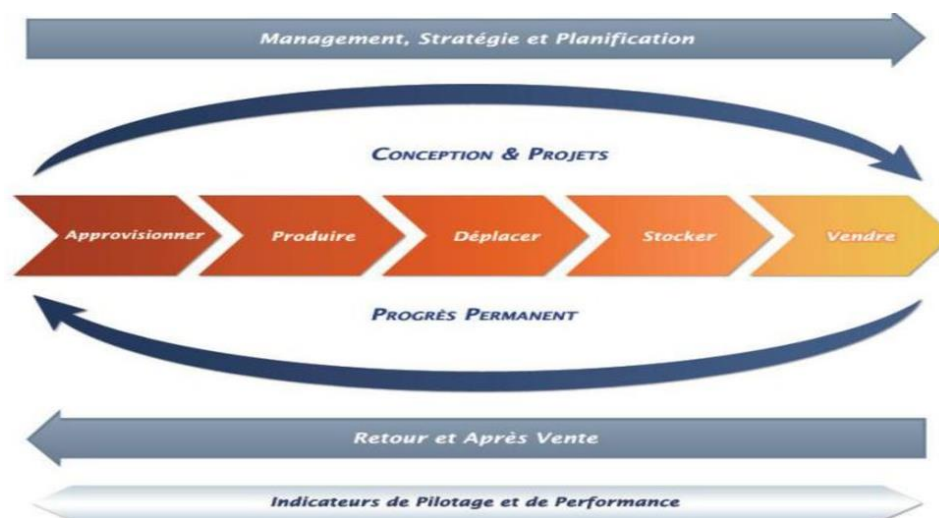 Management, Stratégie et Planification
CONCEPTION & PROJETS
Approvisionner
Produire
Déplacer
Stocker
Vendre
PROGRÈS PERMANENT
Retour et Après Vente
Indicateurs de Pilotage et de Performance